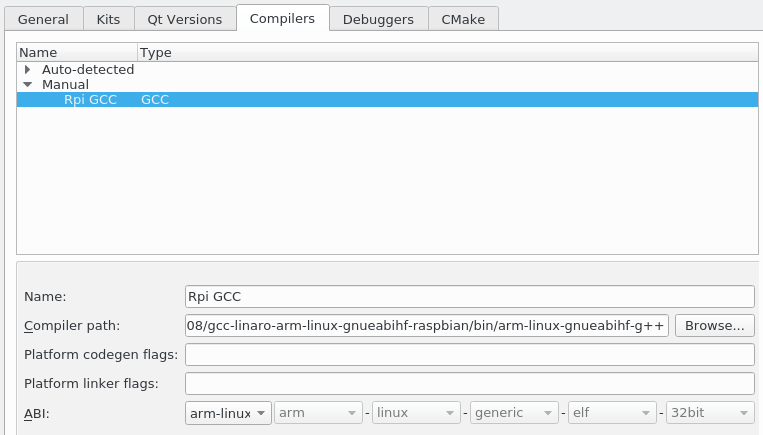 General Kits Qt Versions Compilers Debuggers CMake
Name Type
Auto-detected
Manual
Rpi GCC GCC
Name: Rpi GCC
Compiler path: 08/gcc-linaro-arm-linux-gnueabihf-raspbian/bin/arm-linux-gnueabihf-g++ Browse...
Platform codegen flags:
Platform linker flags:
ABI: arm-linux arm - linux - generic - elf - 32bit